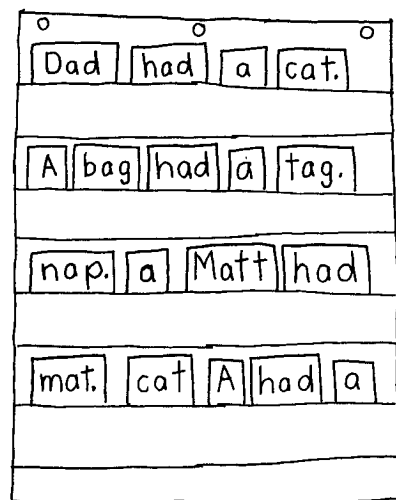 Dad had a cat.
A bag had a tag.
nap. a Matt had
mat. cat A had a